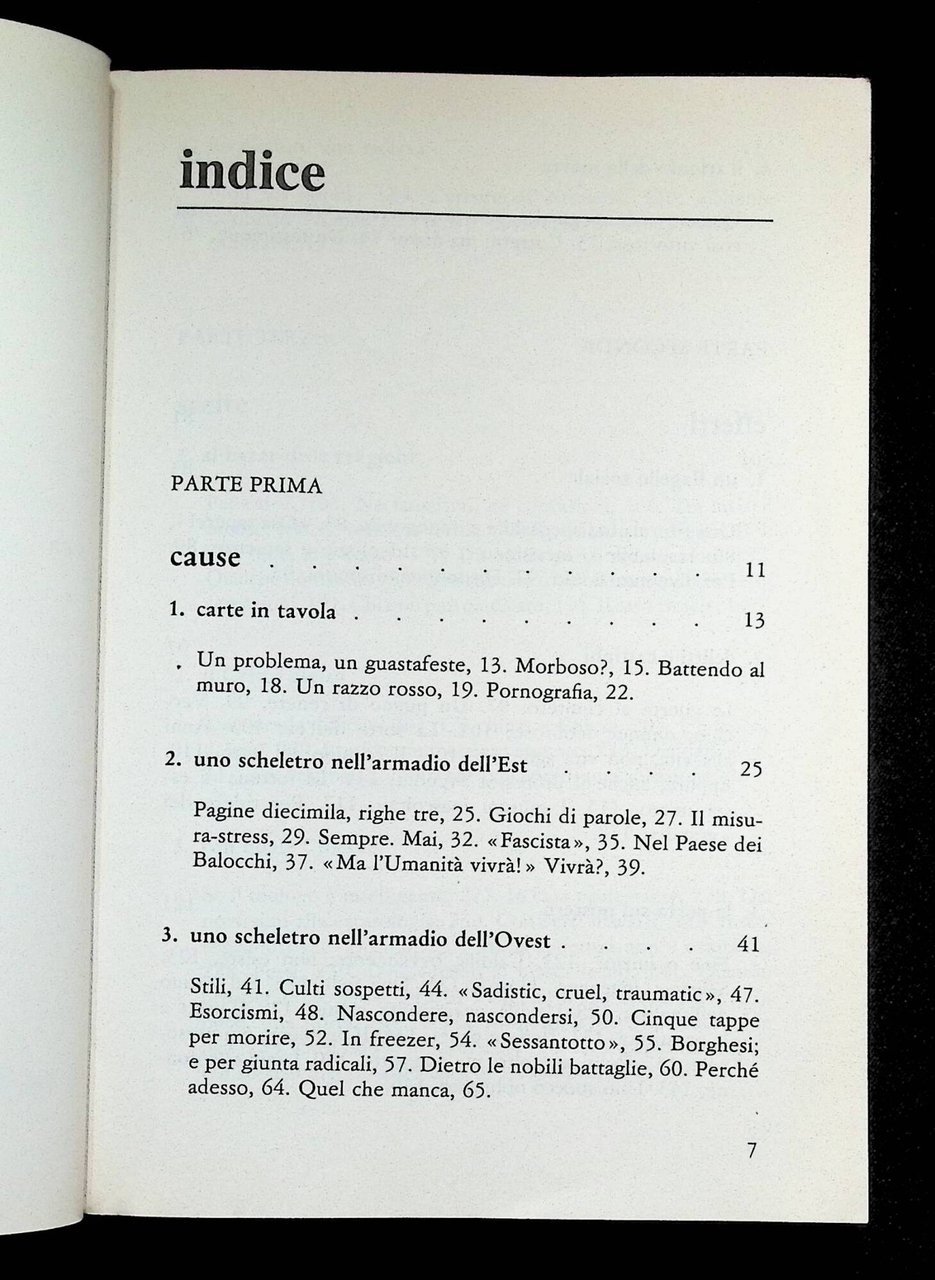 indice
PARTE PRIMA
cause . . . . . . . . . . . . 11
1. carte in tavola . . . . . . . . . 13
Un problema, un guastafeste, 13. Morboso?, 15. Battendo al
muro, 18. Un razzo rosso, 19. Pornografia, 22.
2. uno scheletro nell'armadio dell'Est . . . . 25
Pagine diecimila, righe tre, 25. Giochi di parole, 27. Il misu-
ra-stress, 29. Sempre. Mai, 32. «Fascista», 35. Nel Paese dei
Balocchi, 37. «Ma l'Umanità vivrà!» Vivrà?, 39.
3. uno scheletro nell'armadio dell'Ovest . . . . 41
Stili, 41. Culti sospetti, 44. «Sadistic, cruel, traumatic», 47.
Esorcismi, 48. Nascondere, nascondersi, 50. Cinque tappe
per morire, 52. In freezer, 54. «Sessantotto», 55. Borghesi;
e per giunta radicali, 57. Dietro le nobili battaglie, 60. Perché
adesso, 64. Quel che manca, 65.
7